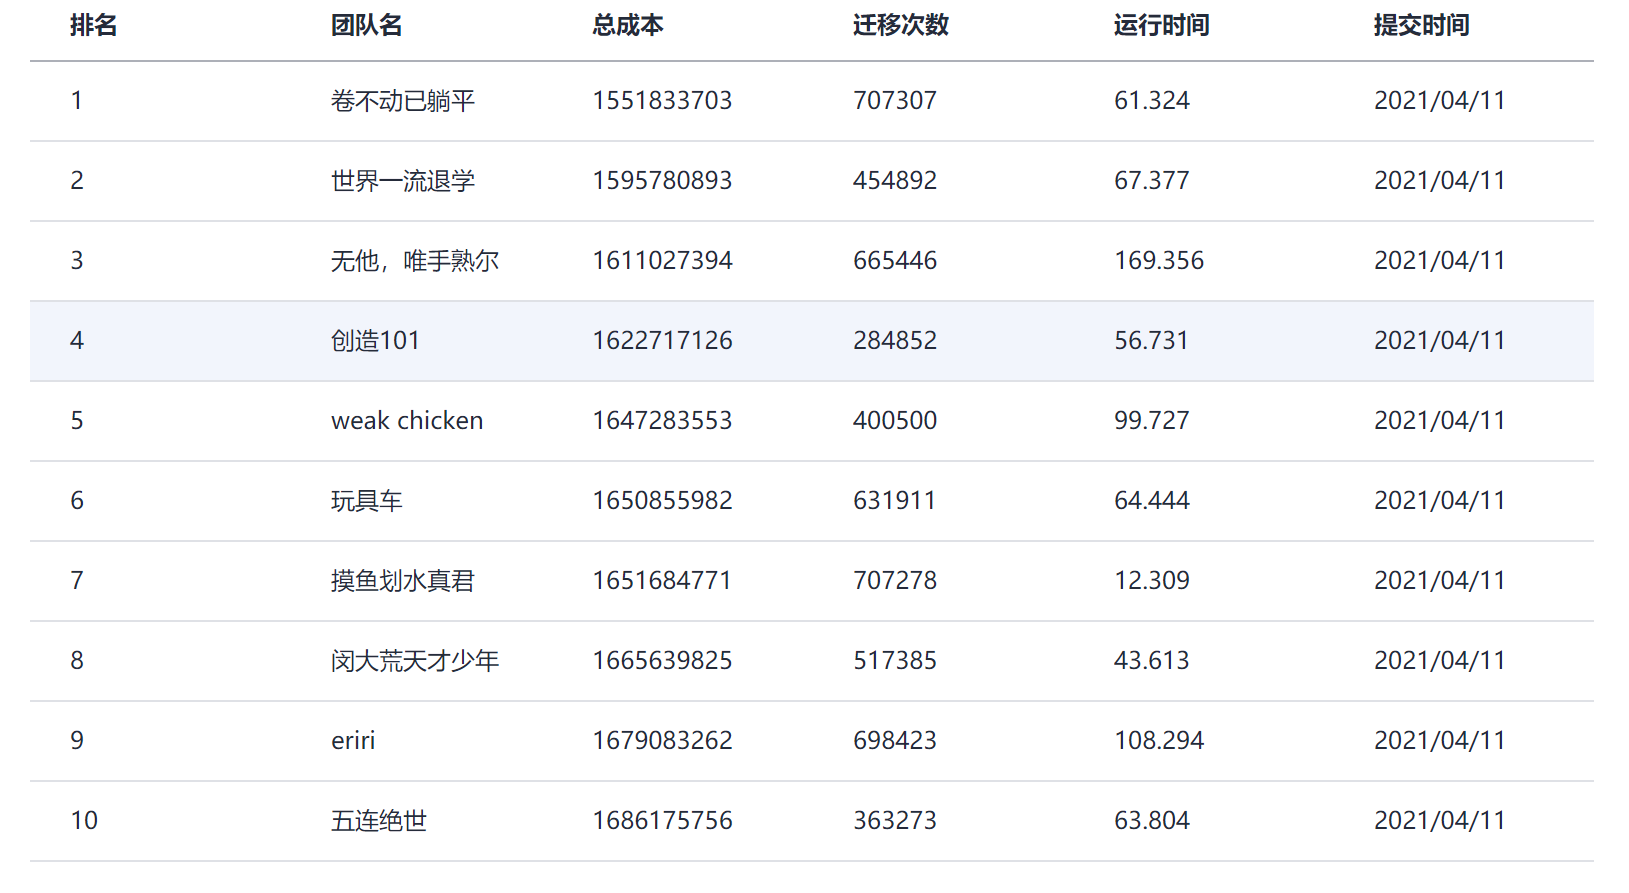 排名 团队名 总成本 迁移次数 运行时间 提交时间
1 卷不动已躺平 1551833703 707307 61.324 2021/04/11
2 世界一流退学 1595780893 454892 67.377 2021/04/11
3 无他，唯手熟尔 1611027394 665446 169.356 2021/04/11
4 创造101 1622717126 284852 56.731 2021/04/11
5 weak chicken 1647283553 400500 99.727 2021/04/11
6 玩具车 1650855982 631911 64.444 2021/04/11
7 摸鱼划水真君 1651684771 707278 12.309 2021/04/11
8 闵大荒天才少年 1665639825 517385 43.613 2021/04/11
9 eriri 1679083262 698423 108.294 2021/04/11
10 五连绝世 1686175756 363273 63.804 2021/04/11